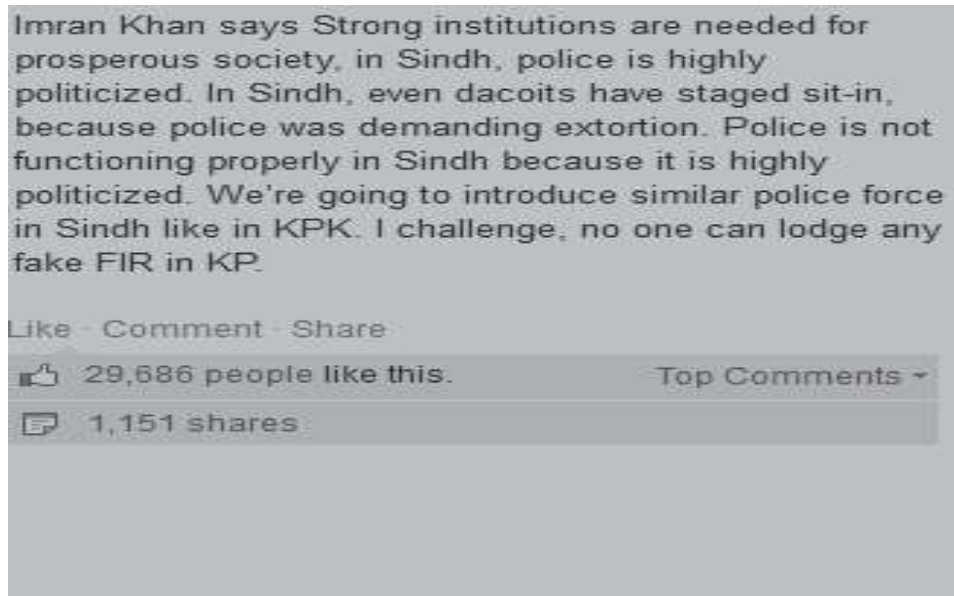 Imran Khan says Strong institutions are needed for
prosperous society, in Sindh, police is highly
politicized. In Sindh, even dacoits have staged sit-in,
because police was demanding extortion. Police is not
functioning properly in Sindh because it is highly
politicized. We're going to introduce similar police force
in Sindh like in KPK. I challenge, no one can lodge any
fake FIR in KP.
Like · Comment · Share
29,686 people like this. Top Comments
1,151 shares